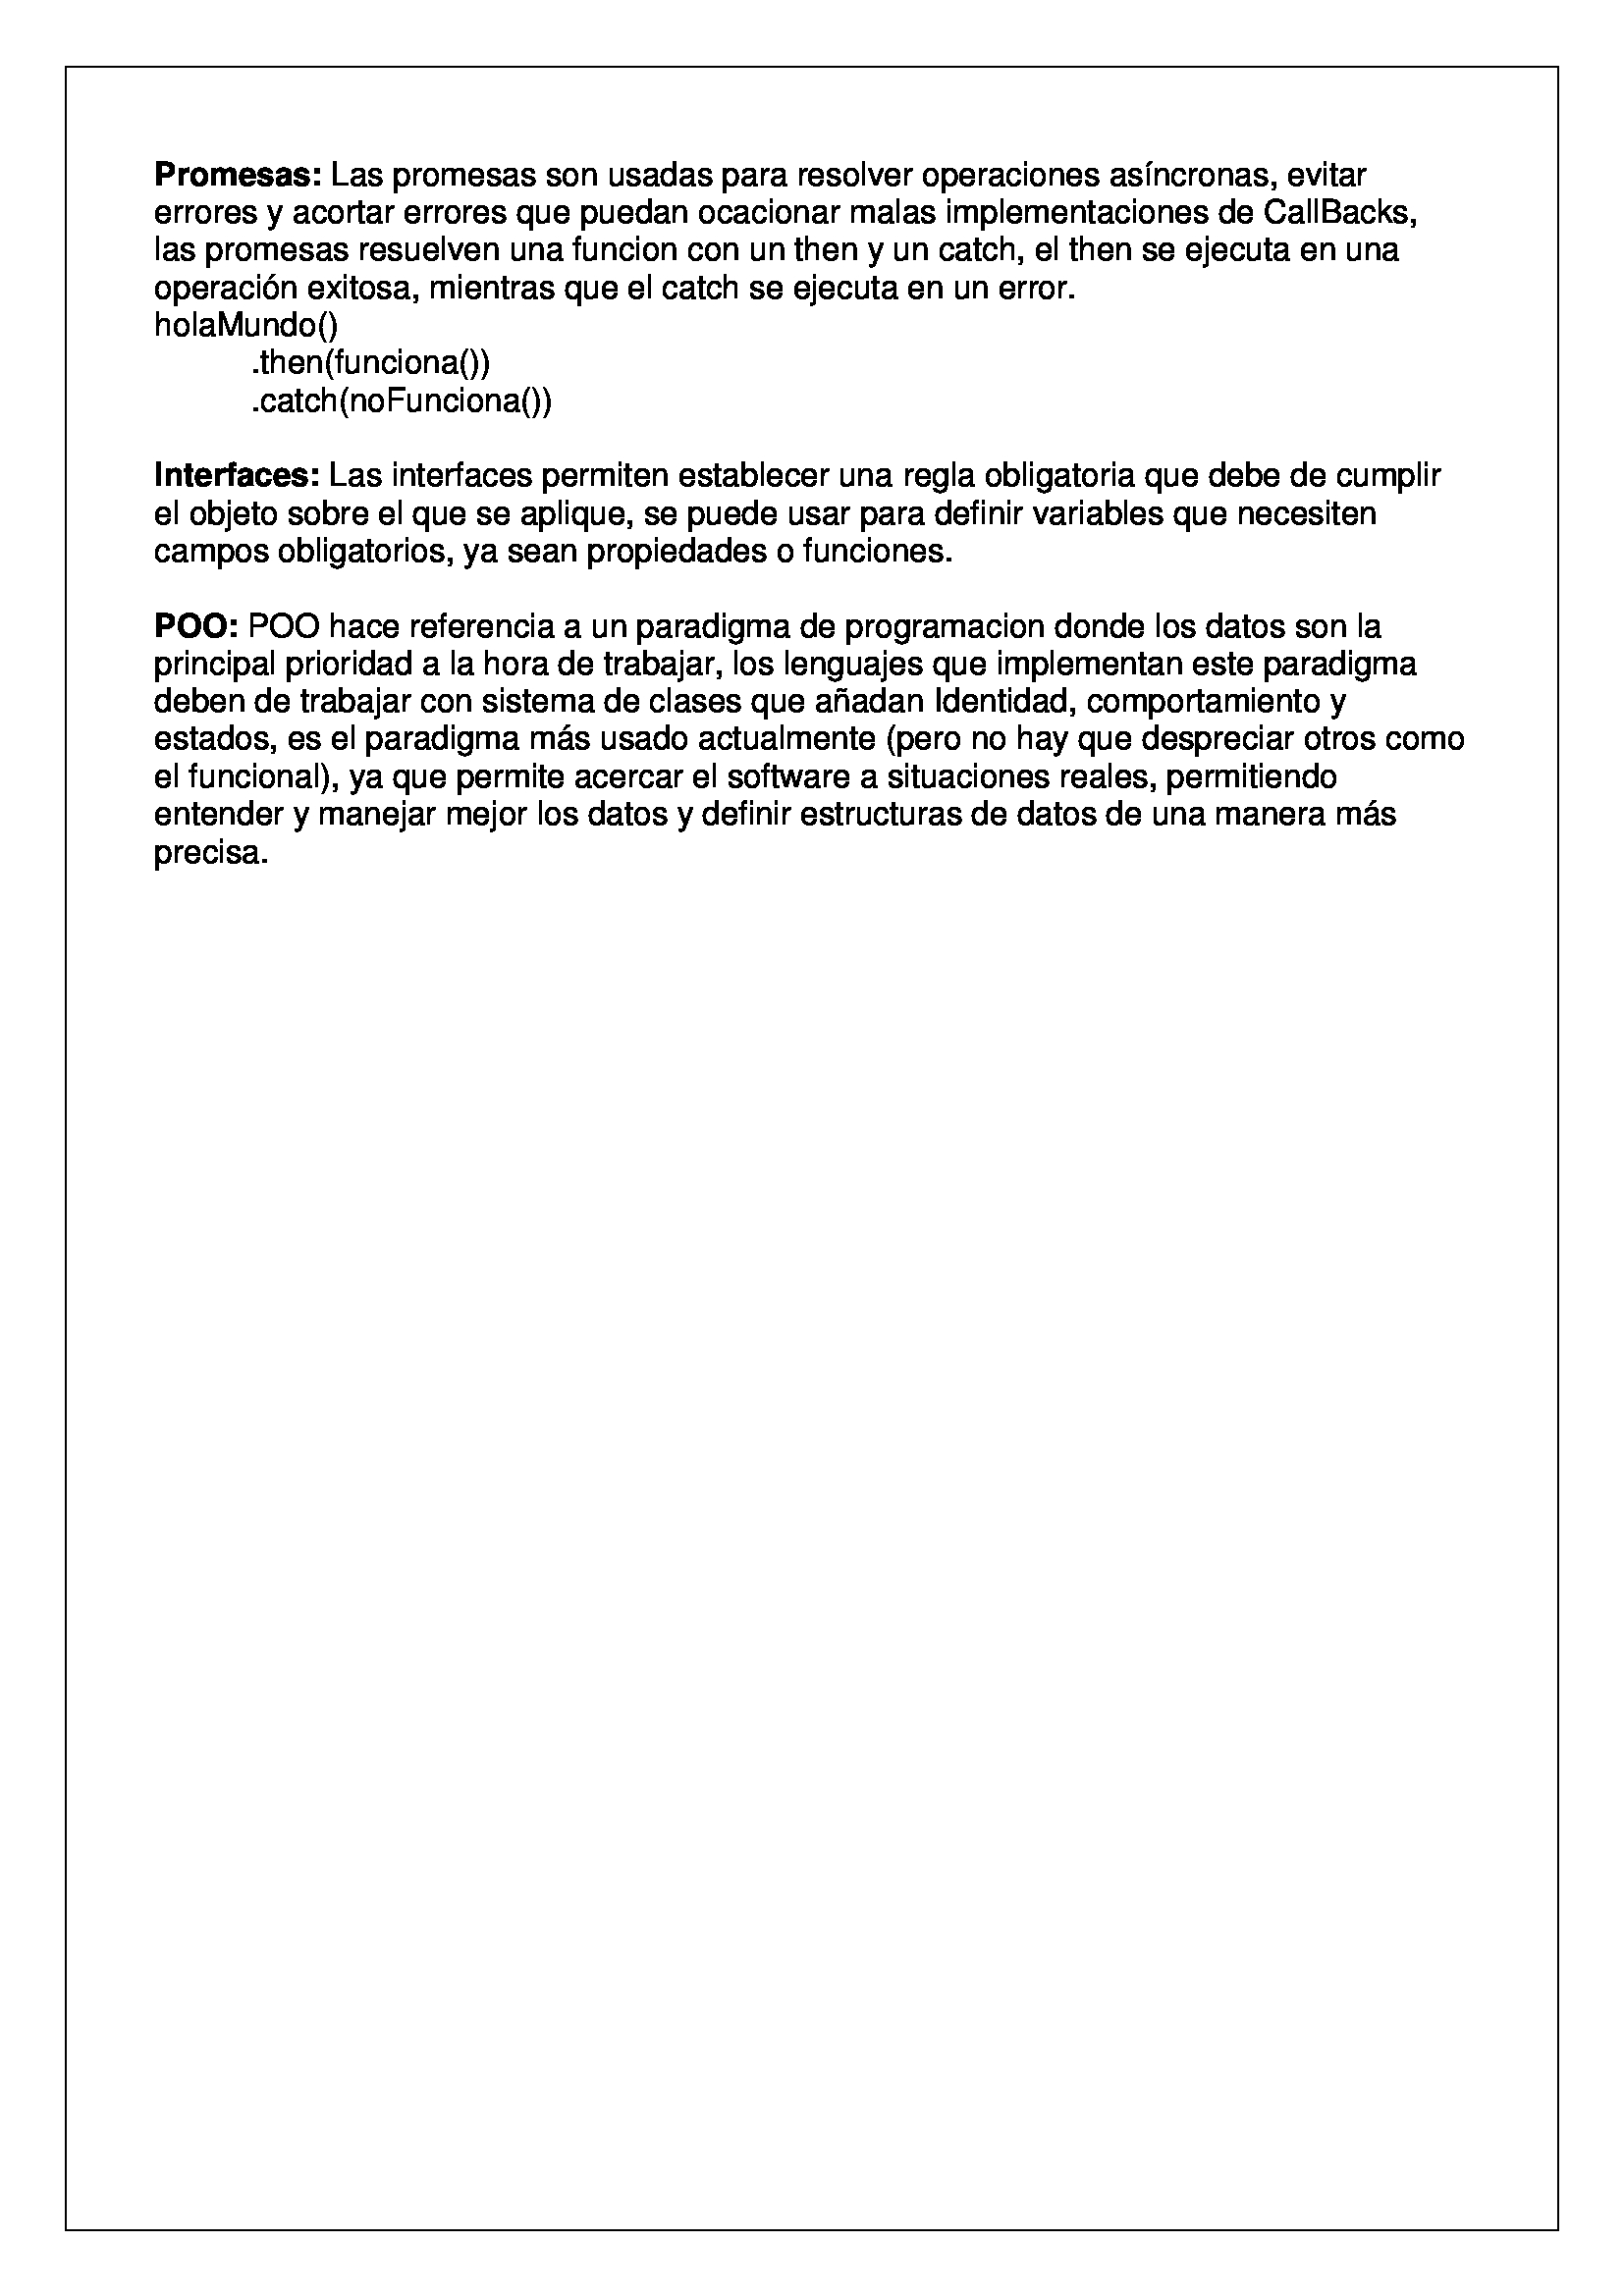 Promesas: Las promesas son usadas para resolver operaciones asíncronas, evitar
errores y acortar errores que puedan ocacionar malas implementaciones de CallBacks,
las promesas resuelven una funcion con un then y un catch, el then se ejecuta en una
operación exitosa, mientras que el catch se ejecuta en un error.
holaMundo()
.then(funciona())
.catch(noFunciona())
Interfaces: Las interfaces permiten establecer una regla obligatoria que debe de cumplir
el objeto sobre el que se aplique, se puede usar para definir variables que necesiten
campos obligatorios, ya sean propiedades o funciones.
POO: POO hace referencia a un paradigma de programacion donde los datos son la
principal prioridad a la hora de trabajar, los lenguajes que implementan este paradigma
deben de trabajar con sistema de clases que añadan Identidad, comportamiento y
estados, es el paradigma más usado actualmente (pero no hay que despreciar otros como
el funcional), ya que permite acercar el software a situaciones reales, permitiendo
entender y manejar mejor los datos y definir estructuras de datos de una manera más
precisa.